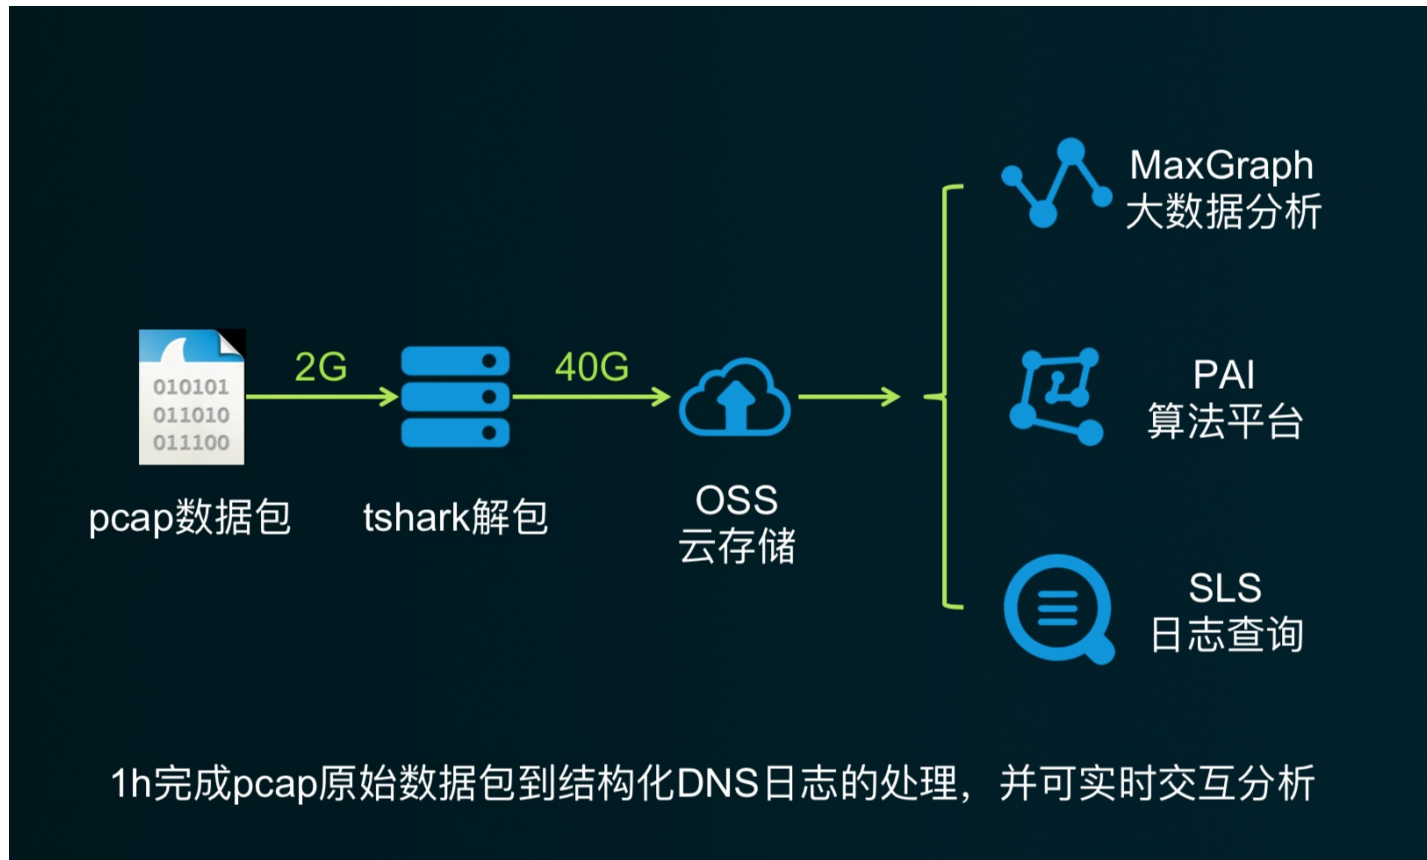 MaxGraph
大数据分析
2G
40G
010101
011010
011100
PAI
算法平台
pcap数据包
tshark解包
OSS
云存储
SLS
日志查询
1h完成pcap原始数据包到结构化DNS日志的处理，并可实时交互分析